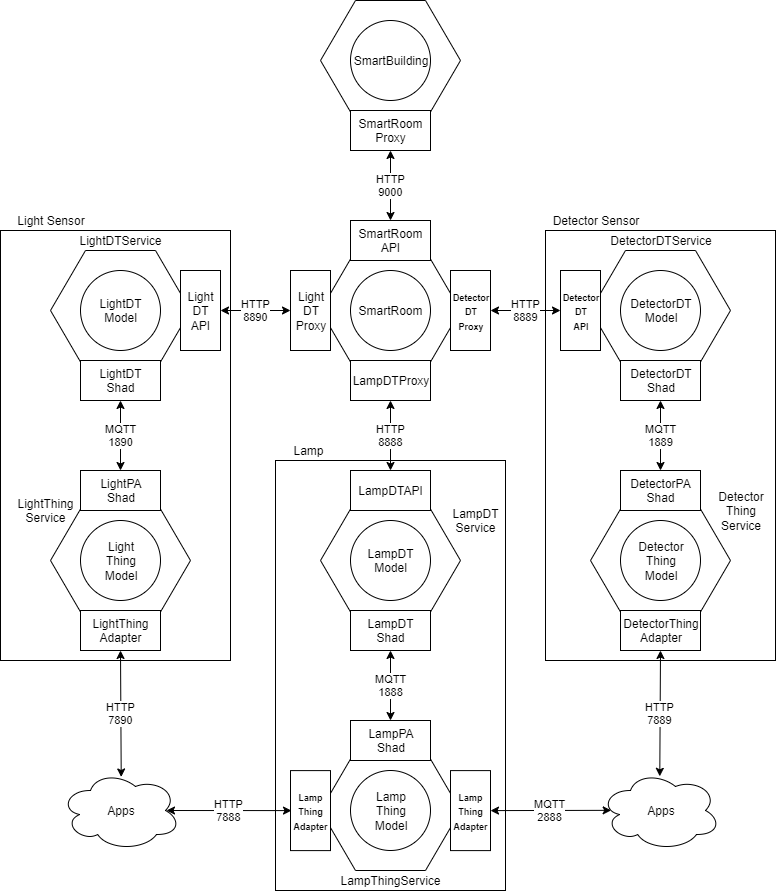 SmartBuilding
SmartRoom
Proxy
HTTP
9000
Light Sensor
Detector Sensor
LightDTService
SmartRoom
API
DetectorDTService
LightDT
Model
Light
DT
API
HTTP
8890
Light
DT
Proxy
SmartRoom
Detector
DT
Proxy
HTTP
8889
Detector
DT
API
DetectorDT
Model
LightDT
Shad
LampDTProxy
DetectorDT
Shad
MQTT
1890
HTTP
8888
MQTT
1889
Lamp
LightPA
Shad
LampDTAPI
DetectorPA
Shad
LightThing
Service
LampDT
Service
Detector
Thing
Service
Light
Thing
Model
LampDT
Model
Detector
Thing
Model
LightThing
Adapter
LampDT
Shad
DetectorThing
Adapter
MQTT
1888
HTTP
7890
HTTP
7889
LampPA
Shad
Apps
HTTP
7888
Lamp
Thing
Adapter
Lamp
Thing
Model
Lamp
Thing
Adapter
MQTT
2888
Apps
LampThingService